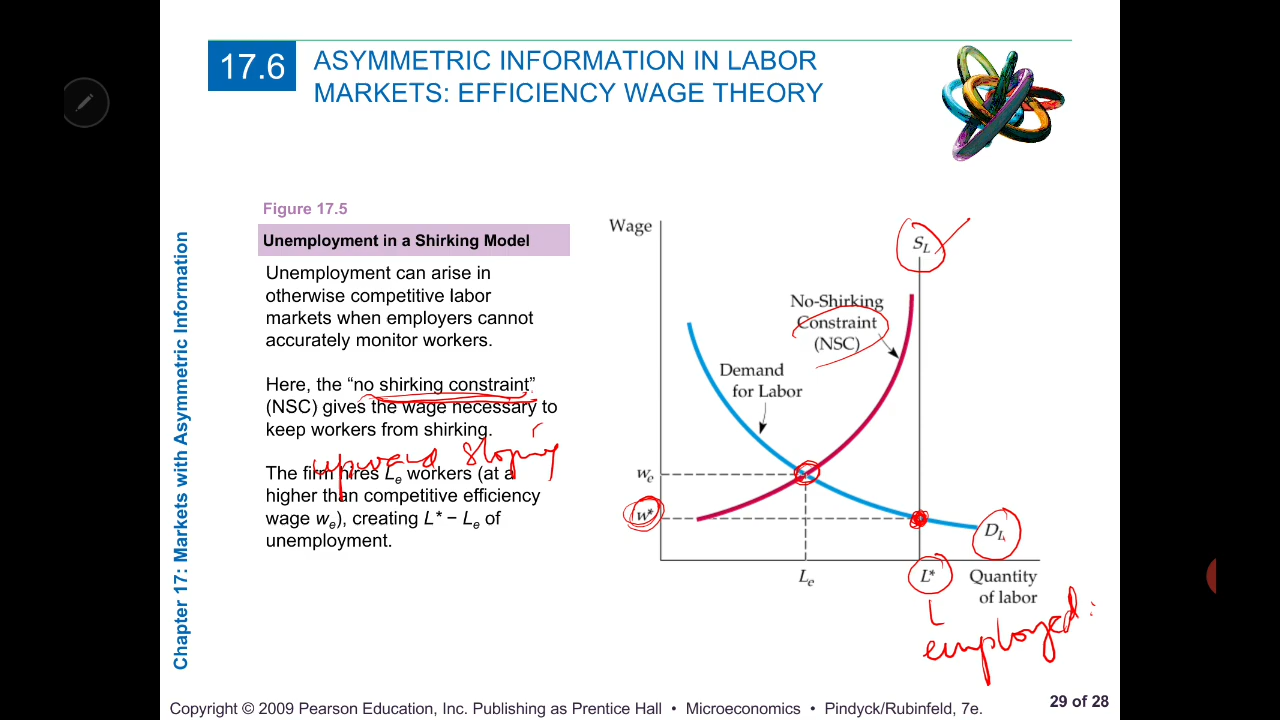 17.6
ASYMMETRIC INFORMATION IN LABOR
MARKETS: EFFICIENCY WAGE THEORY
Chapter 17: Markets with Asymmetric Information
Figure 17.5
Unemployment in a Shirking Model
Unemployment can arise in
otherwise competitive labor
markets when employers cannot
accurately monitor workers.
Here, the “no shirking constraint”
(NSC) gives the wage necessary to
keep workers from shirking.
upward sloping
The firm hires Le workers (at a
higher than competitive efficiency
wage we), creating L* − Le of
unemployment.
Wage
SL
No-Shirking
Constraint
(NSC)
Demand
for Labor
we
w*
DL
Le
L*
Quantity
of labor
employed
Copyright © 2009 Pearson Education, Inc. Publishing as Prentice Hall • Microeconomics • Pindyck/Rubinfeld, 7e.
29 of 28